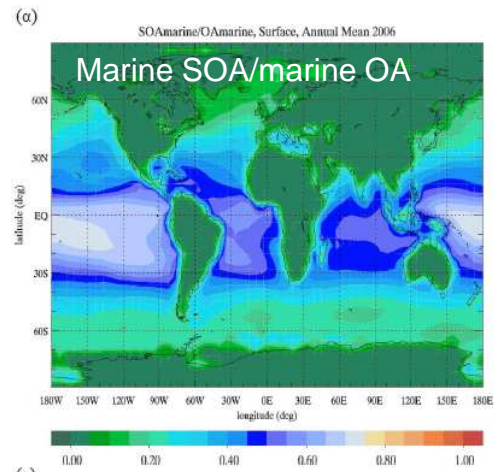 (α)
SOAmarine/OAmarine, Surface, Annual Mean 2006
Marine SOA/marine OA
60N
30N
EQ
30S
60S
latitude (deg)
180W 150W 120W 90W 60W 30W 0E 30E 60E 90E 120E 150E 180E
longitude (deg)
0.00 0.20 0.40 0.60 0.80 1.00